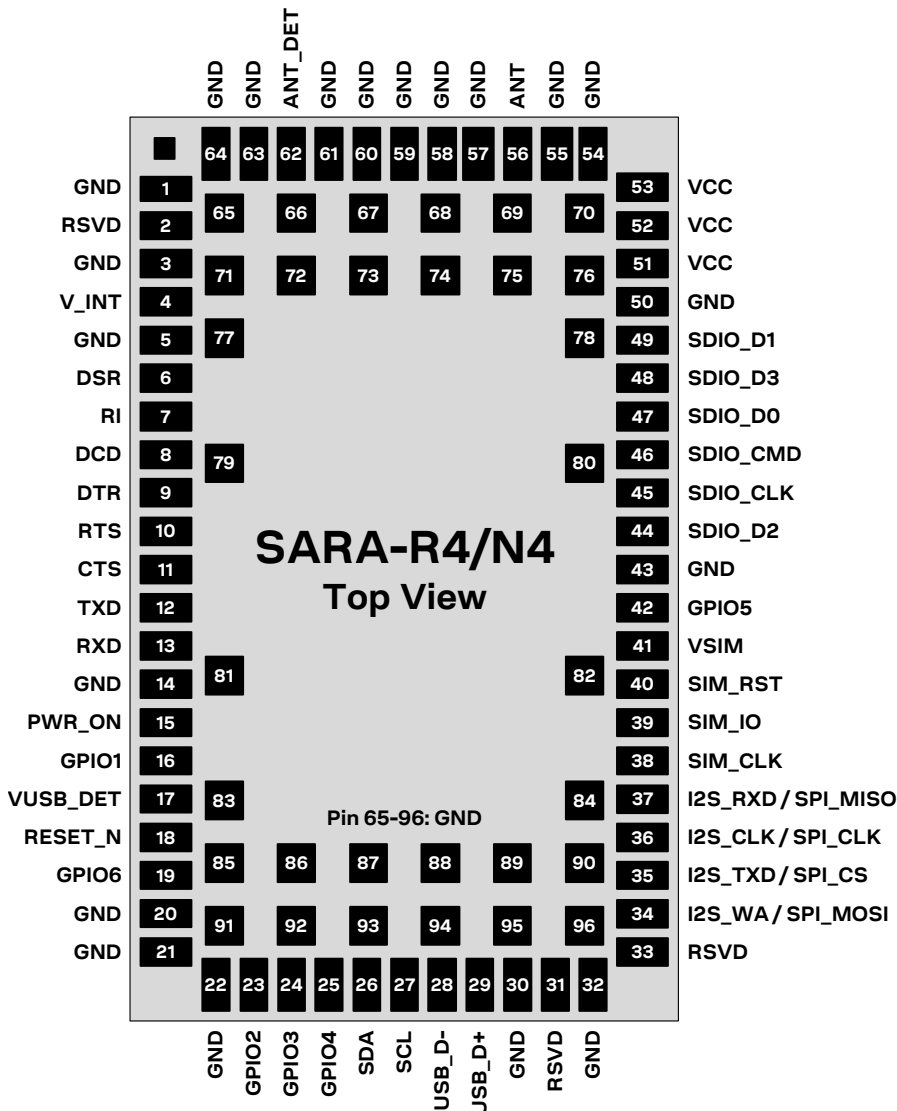 GND GND ANT_DET GND GND GND GND GND ANT GND GND
64 63 62 61 60 59 58 57 56 55 54
GND 1
RSVD 2
GND 3
V_INT 4
GND 5
DSR 6
RI 7
DCD 8
DTR 9
RTS 10
CTS 11
TXD 12
RXD 13
GND 14
PWR_ON 15
GPIO1 16
VUSB_DET 17
RESET_N 18
GPIO6 19
GND 20
GND 21
65 66 67 68 69 70
71 72 73 74 75 76
77 78
79 80
SARA-R4/N4
Top View
81 82
83 84
Pin 65-96: GND
85 86 87 88 89 90
91 92 93 94 95 96
53 VCC
52 VCC
51 VCC
50 GND
49 SDIO_D1
48 SDIO_D3
47 SDIO_D0
46 SDIO_CMD
45 SDIO_CLK
44 SDIO_D2
43 GND
42 GPIO5
41 VSIM
40 SIM_RST
39 SIM_IO
38 SIM_CLK
37 I2S_RXD / SPI_MISO
36 I2S_CLK / SPI_CLK
35 I2S_TXD / SPI_CS
34 I2S_WA / SPI_MOSI
33 RSVD
22 23 24 25 26 27 28 29 30 31 32
GND GPIO2 GPIO3 GPIO4 SDA SCL USB_D- USB_D+ GND RSVD GND